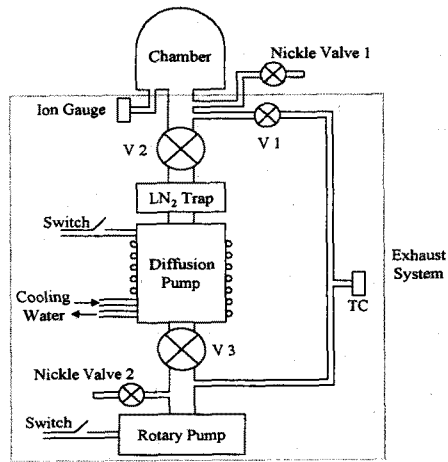 Chamber
Nickle Valve 1
Ion Gauge
V 2
V 1
LN2 Trap
Switch
Diffusion
Pump
Exhaust
System
Cooling
Water
TC
V 3
Nickle Valve 2
Switch
Rotary Pump